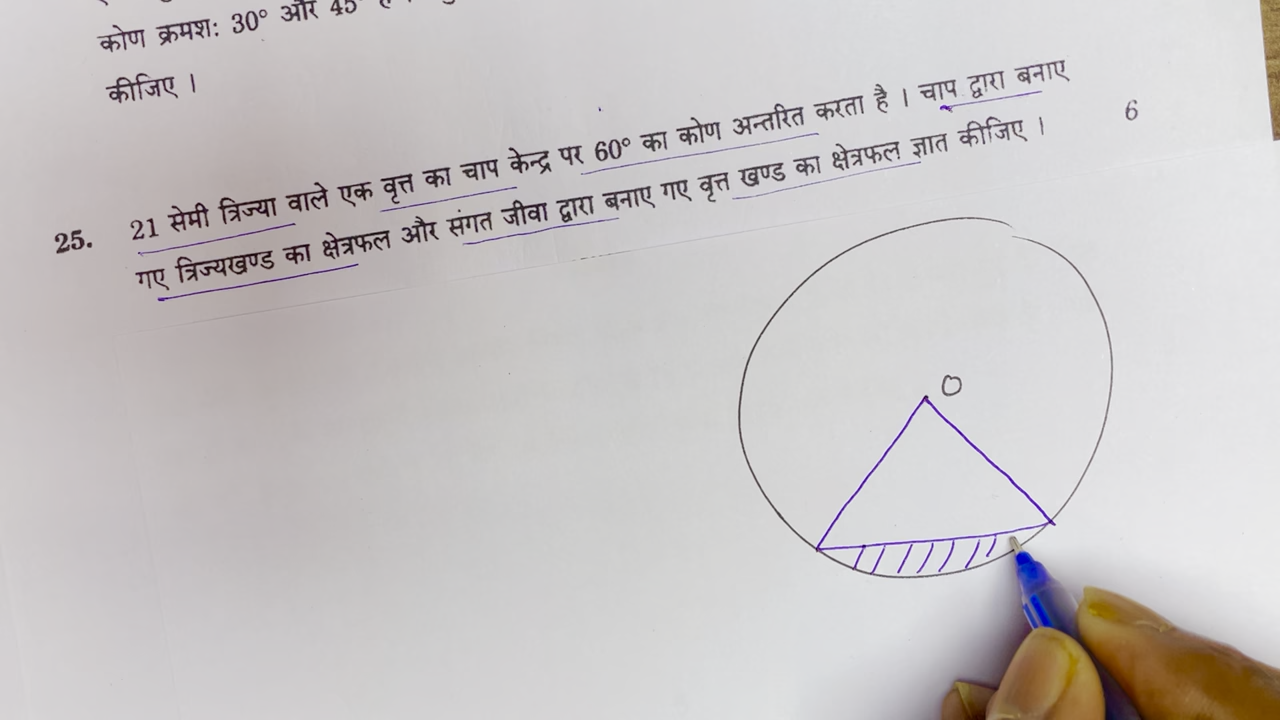 कोण क्रमश: 30° और 45°
कीजिए ।
25. 21 सेमी त्रिज्या वाले एक वृत्त का चाप केन्द्र पर 60° का कोण अन्तरित करता है । चाप द्वारा बनाए
गए त्रिज्यखण्ड का क्षेत्रफल और संगत जीवा द्वारा बनाए गए वृत्त खण्ड का क्षेत्रफल ज्ञात कीजिए ।
6
O